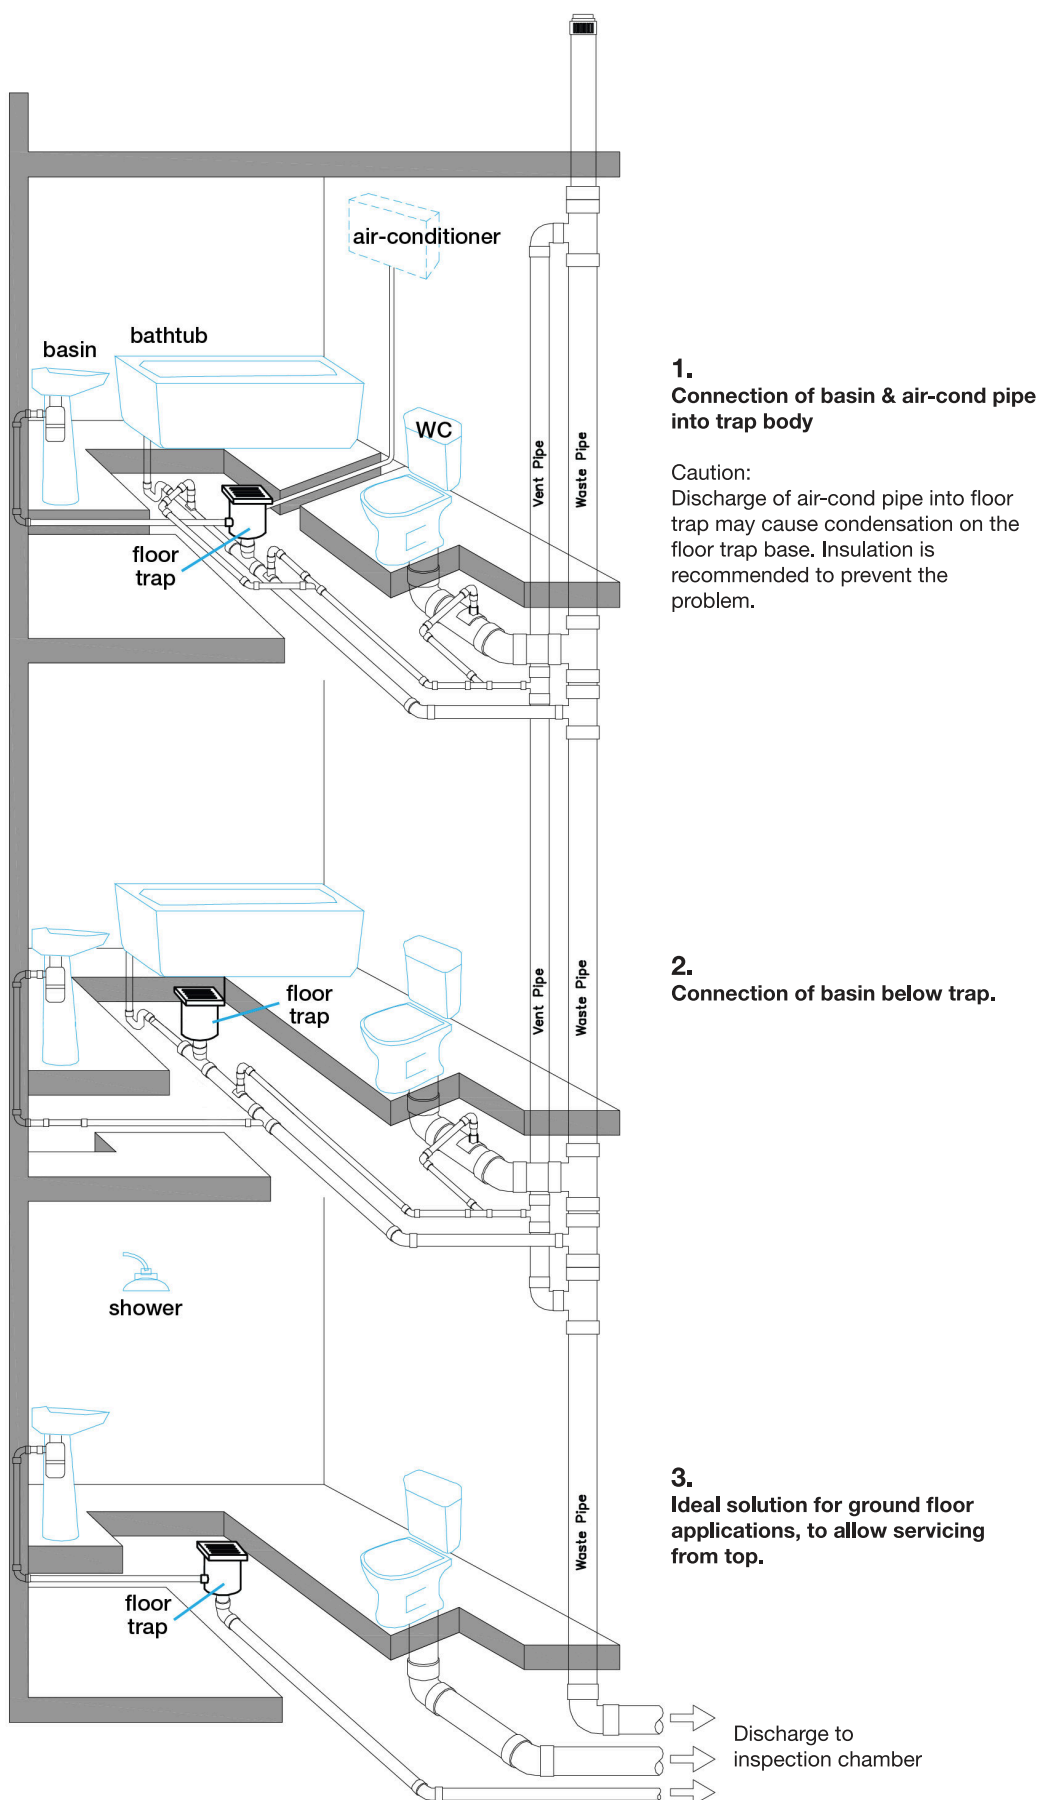 air-conditioner
bathtub
basin
WC
Vent Pipe
Waste Pipe
floor
trap
1.
Connection of basin & air-cond pipe
into trap body
Caution:
Discharge of air-cond pipe into floor
trap may cause condensation on the
floor trap base. Insulation is
recommended to prevent the
problem.
floor
trap
Vent Pipe
Waste Pipe
2.
Connection of basin below trap.
shower
floor
trap
Waste Pipe
3.
Ideal solution for ground floor
applications, to allow servicing
from top.
Discharge to
inspection chamber